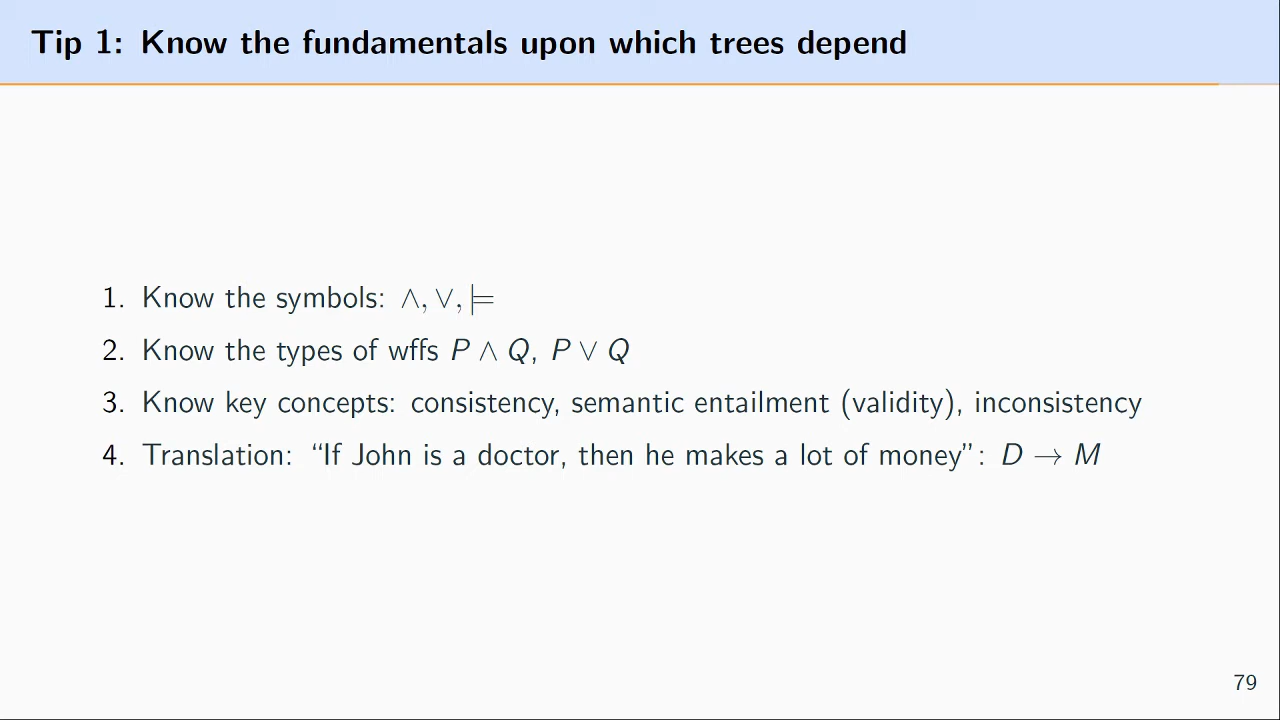 Tip 1: Know the fundamentals upon which trees depend
1. Know the symbols: ∧, ∨, ⊨
2. Know the types of wffs P ∧ Q, P ∨ Q
3. Know key concepts: consistency, semantic entailment (validity), inconsistency
4. Translation: “If John is a doctor, then he makes a lot of money”: D → M
79